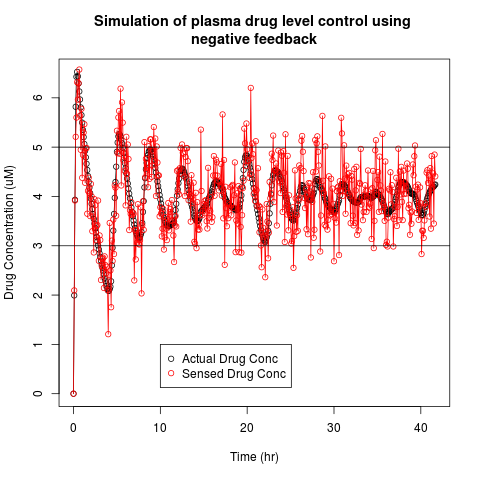 Simulation of plasma drug level control using
negative feedback
Drug Concentration (uM)
6
5
4
3
2
1
0
Actual Drug Conc
Sensed Drug Conc
0 10 20 30 40
Time (hr)